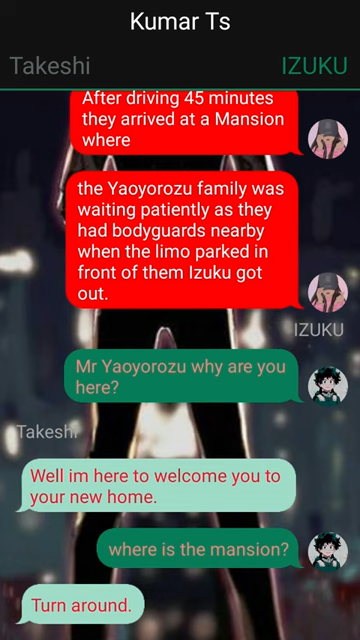 Kumar Ts
Takeshi
IZUKU
After driving 45 minutes
they arrived at a Mansion
where
the Yaoyorozu family was
waiting patiently as they
had bodyguards nearby
when the limo parked in
front of them Izuku got
out.
IZUKU
Mr Yaoyorozu why are you
here?
Takeshi
Well im here to welcome you to
your new home.
where is the mansion?
Turn around.